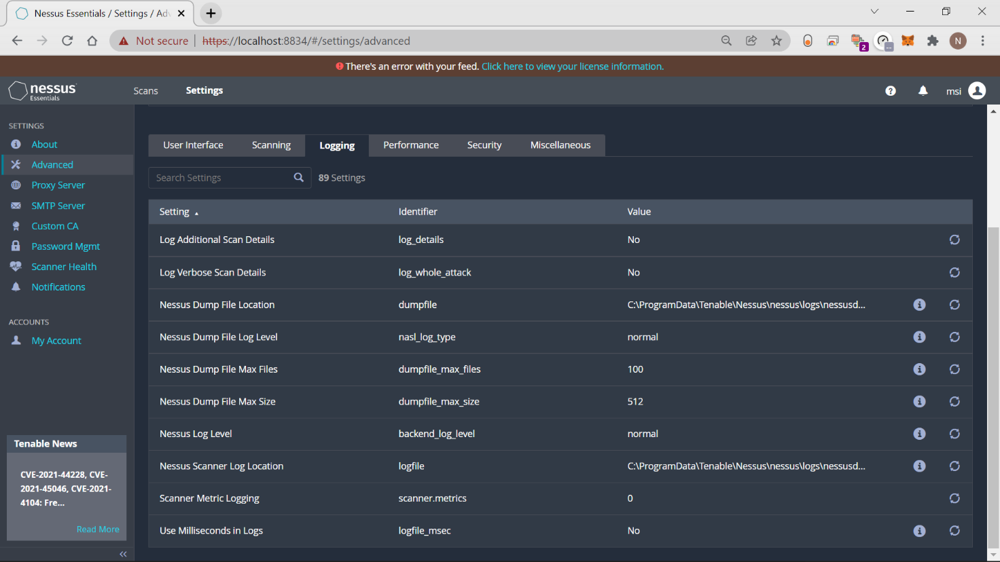 Nessus Essentials / Settings / Adv
Not secure https://localhost:8834/#/settings/advanced
2
N
There's an error with your feed. Click here to view your license information.
nessus
Essentials
Scans
Settings
msi
SETTINGS
About
Advanced
Proxy Server
SMTP Server
Custom CA
Password Mgmt
Scanner Health
Notifications
ACCOUNTS
My Account
Tenable News
CVE-2021-44228, CVE-
2021-45046, CVE-2021-
4104: Fre...
Read More
User Interface Scanning Logging Performance Security Miscellaneous
Search Settings 89 Settings
Setting Identifier Value
Log Additional Scan Details log_details No
Log Verbose Scan Details log_whole_attack No
Nessus Dump File Location dumpfile C:\ProgramData\Tenable\Nessus\nessus\logs\nessusd...
Nessus Dump File Log Level nasl_log_type normal
Nessus Dump File Max Files dumpfile_max_files 100
Nessus Dump File Max Size dumpfile_max_size 512
Nessus Log Level backend_log_level normal
Nessus Scanner Log Location logfile C:\ProgramData\Tenable\Nessus\nessus\logs\nessusd...
Scanner Metric Logging scanner.metrics 0
Use Milliseconds in Logs logfile_msec No